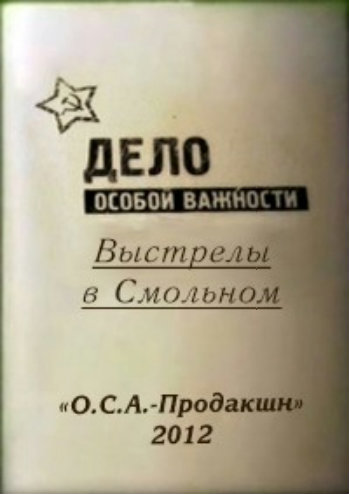 ДЕЛО
ОСОБОЙ ВАЖНОСТИ
Выстрелы
в Смольном
«О.С.А.-Продакшн»
2012